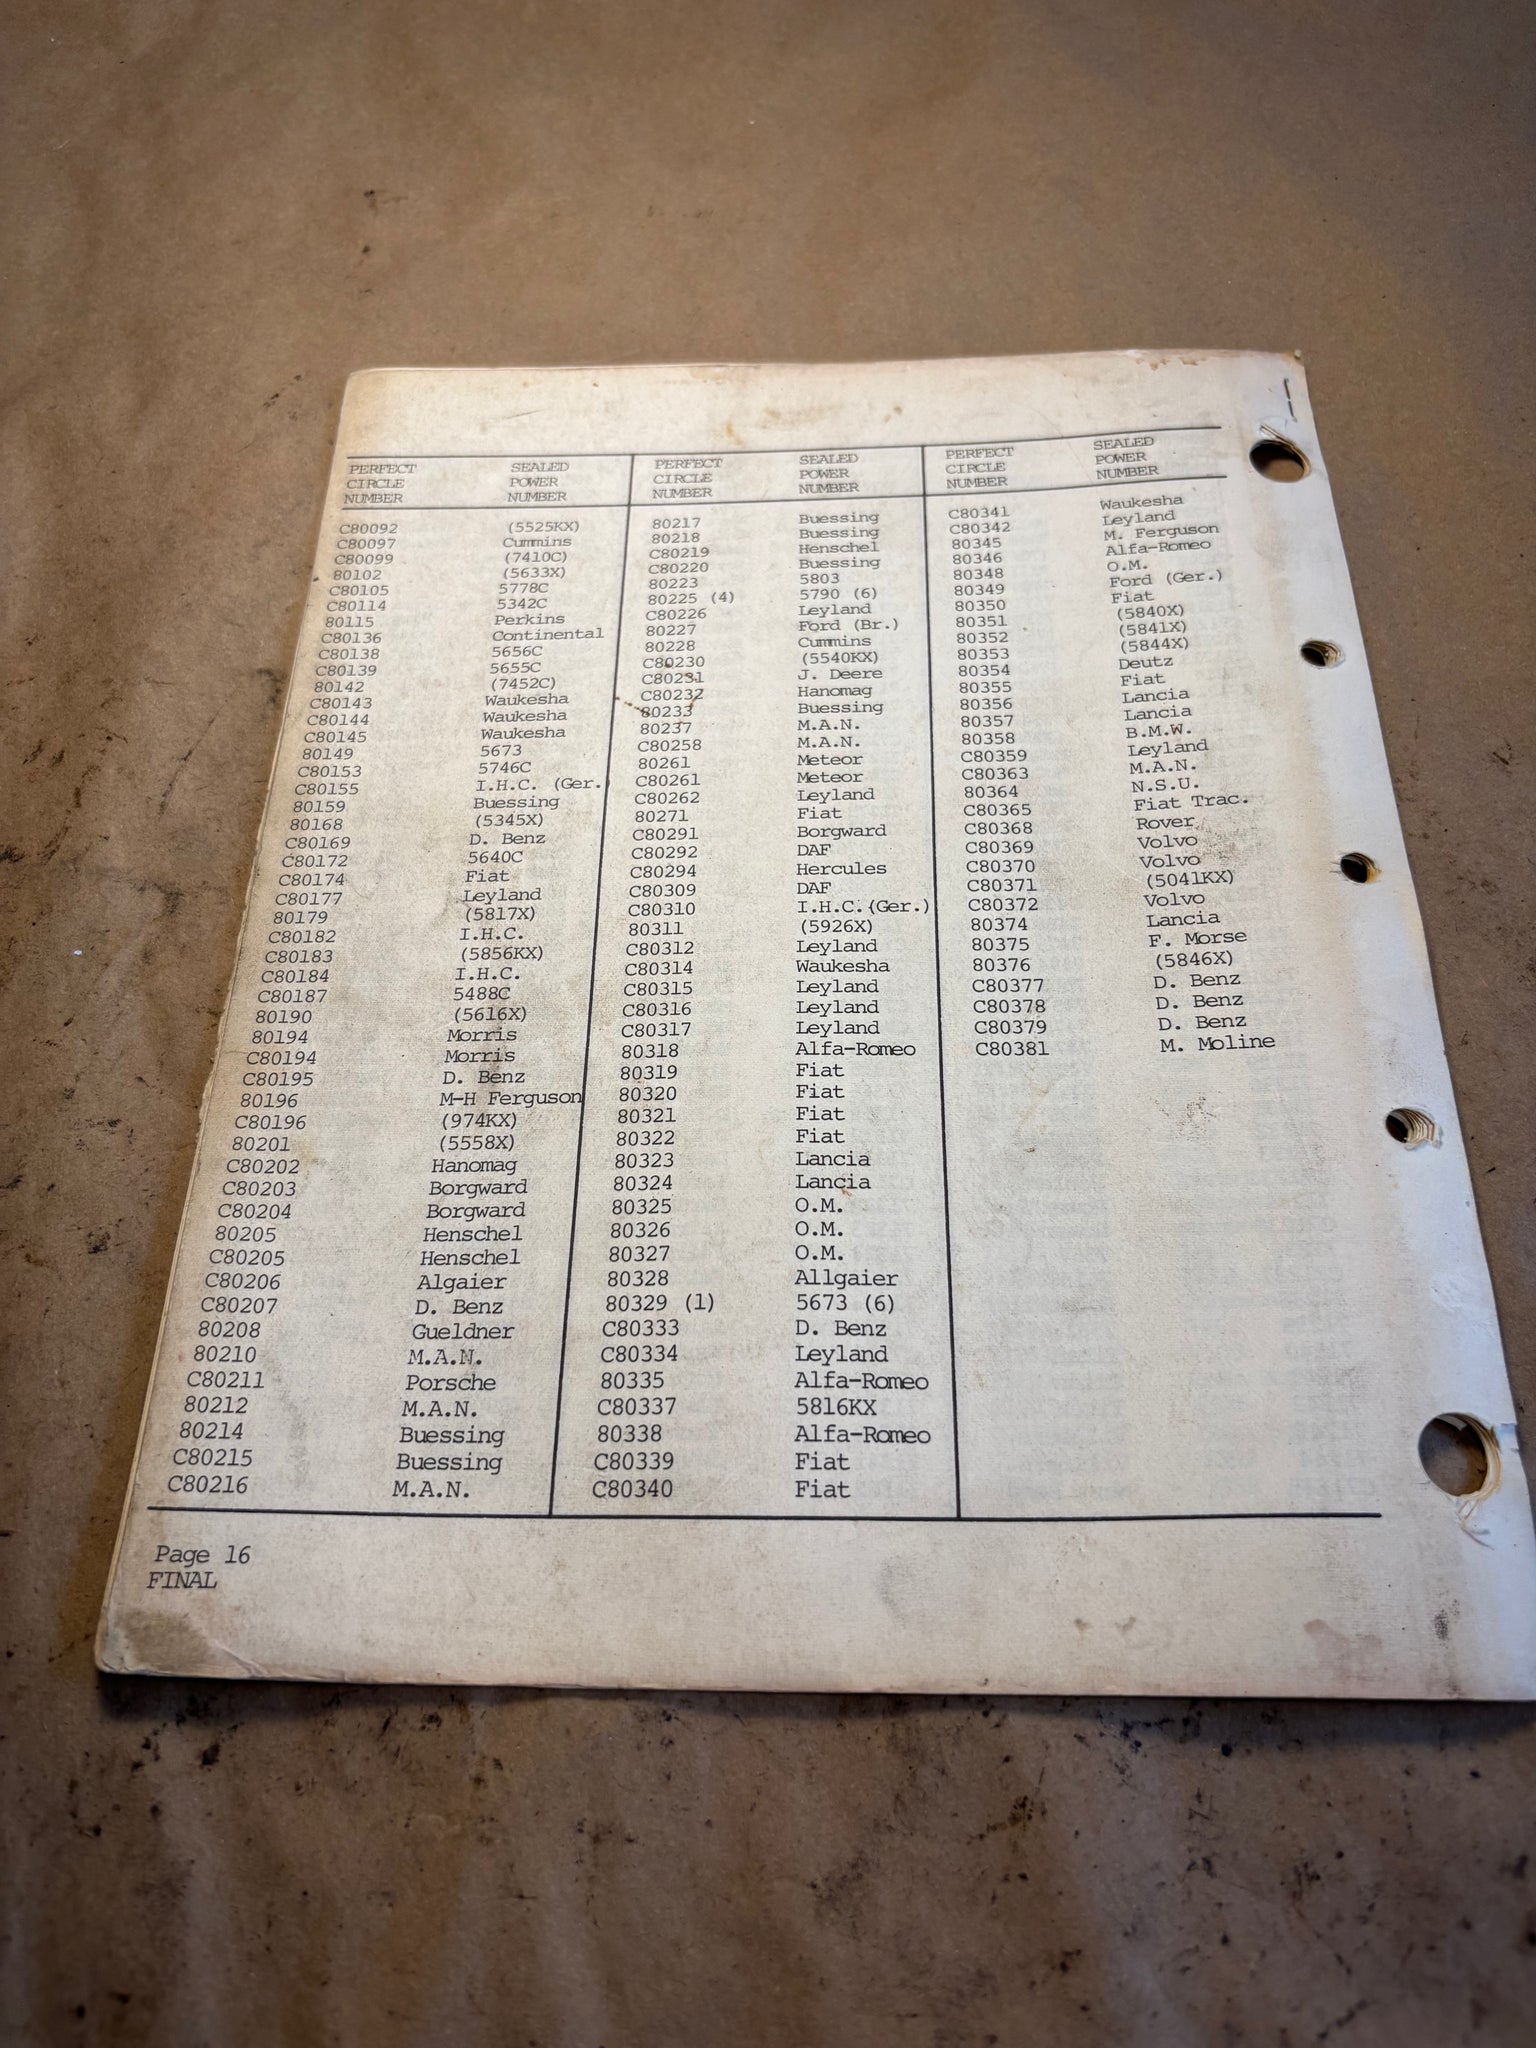 PERFECT SEALED
CIRCLE POWER
NUMBER NUMBER
C80092 (5525KX)
C80097 Cummins
C80099 (7410C)
80102 (5633X)
C80105 5778C
C80114 5342C
80115 Perkins
C80136 Continental
C80138 5656C
C80139 5655C
80142 (7452C)
C80143 Waukesha
C80144 Waukesha
C80145 Waukesha
80149 5673
C80153 5746C
C80155 I.H.C. (Ger.)
80159 Buessing
80168 (5345X)
C80169 D. Benz
C80172 5640C
C80174 Fiat
C80177 Leyland
80179 (5817X)
C80182 I.H.C.
C80183 (5856KX)
C80184 I.H.C.
C80187 5488C
80190 (5616X)
80194 Morris
C80194 Morris
C80195 D. Benz
80196 M-H Ferguson
C80196 (974KX)
80201 (5558X)
C80202 Hanomag
C80203 Borgward
C80204 Borgward
80205 Henschel
C80205 Henschel
C80206 Algaier
C80207 D. Benz
80208 Gueldner
80210 M.A.N.
C80211 Porsche
80212 M.A.N.
80214 Buessing
C80215 Buessing
C80216 M.A.N.
PERFECT SEALED
CIRCLE POWER
NUMBER NUMBER
80217 Buessing
80218 Buessing
C80219 Henschel
C80220 Buessing
80223 5803
80225 (4) 5790 (6)
C80226 Leyland
80227 Ford (Br.)
80228 Cummins
C80230 (5540KX)
C80231 J. Deere
C80232 Hanomag
80233 Buessing
80237 M.A.N.
C80258 M.A.N.
80261 Meteor
C80261 Meteor
C80262 Leyland
80271 Fiat
C80291 Borgward
C80292 DAF
C80294 Hercules
C80309 DAF
C80310 I.H.C.(Ger.)
80311 (5926X)
C80312 Leyland
C80314 Waukesha
C80315 Leyland
C80316 Leyland
C80317 Leyland
80318 Alfa-Romeo
80319 Fiat
80320 Fiat
80321 Fiat
80322 Fiat
80323 Lancia
80324 Lancia
80325 O.M.
80326 O.M.
80327 O.M.
80328 Allgaier
80329 (1) 5673 (6)
C80333 D. Benz
C80334 Leyland
80335 Alfa-Romeo
C80337 5816KX
80338 Alfa-Romeo
C80339 Fiat
C80340 Fiat
PERFECT SEALED
CIRCLE POWER
NUMBER NUMBER
C80341 Waukesha
C80342 Leyland
80345 M. Ferguson
80346 Alfa-Romeo
80348 O.M.
80349 Ford (Ger.)
80350 Fiat
80351 (5840X)
80352 (5841X)
80353 (5844X)
80354 Deutz
80355 Fiat
80356 Lancia
80357 Lancia
80358 B.M.W.
C80359 Leyland
C80363 M.A.N.
80364 N.S.U.
C80365 Fiat Trac.
C80368 Rover
C80369 Volvo
C80370 Volvo
C80371 (5041KX)
C80372 Volvo
80374 Lancia
80375 F. Morse
80376 (5846X)
C80377 D. Benz
C80378 D. Benz
C80379 D. Benz
C80381 M. Moline
Page 16
FINAL